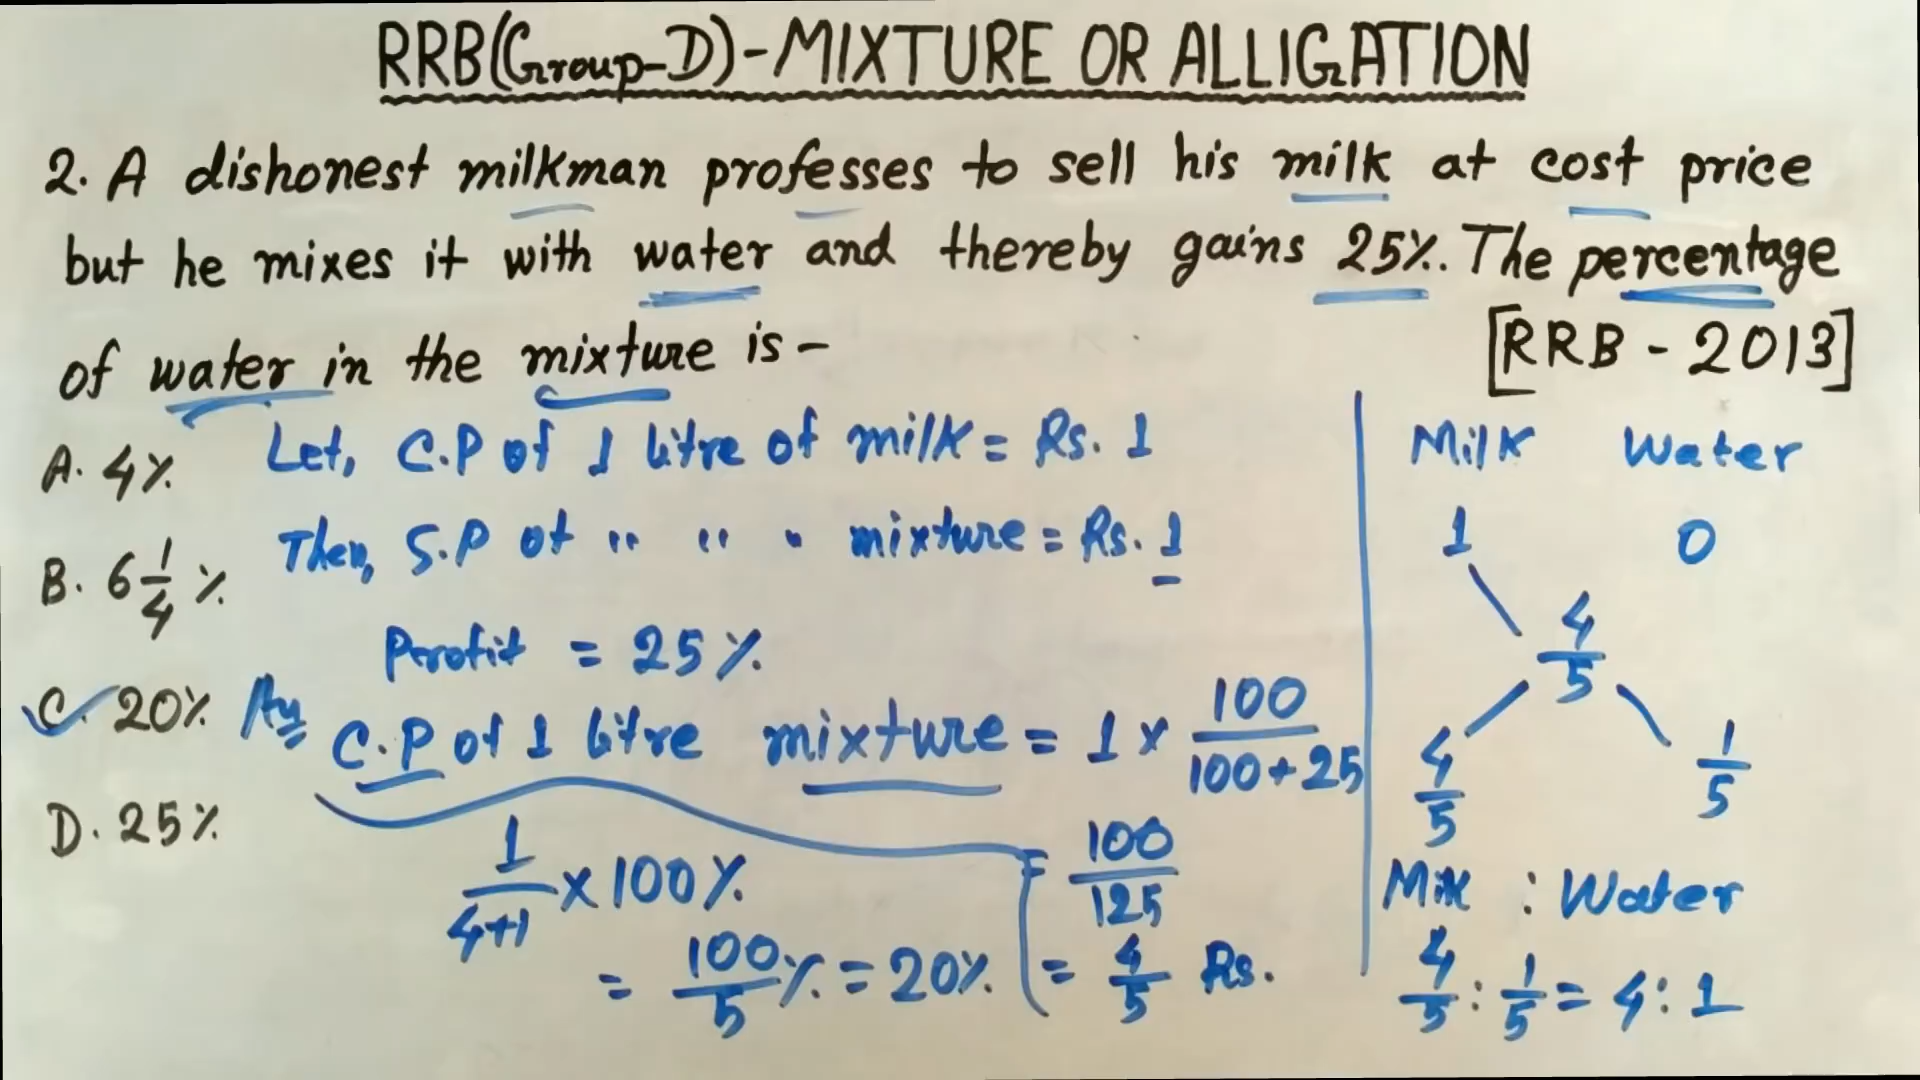 RRB(Group-D)-MIXTURE OR ALLIGATION
2. A dishonest milkman professes to sell his milk at cost price
but he mixes it with water and thereby gains 25%. The percentage
of water in the mixture is -
[RRB - 2013]
A. 4%
B. 6 1/4 %
C. 20% Ans
D. 25%
Let, C.P of 1 litre of milk = Rs. 1
Then, S.P of " " " mixture = Rs. 1
Profit = 25%
C.P of 1 litre mixture = 1 × 100/(100+25)
= 100/125
= 4/5 Rs.
1/(4+1) × 100%
= 100/5 % = 20%
Milk Water
1 0
4/5
4/5 1/5
Milk : Water
4/5 : 1/5 = 4 : 1